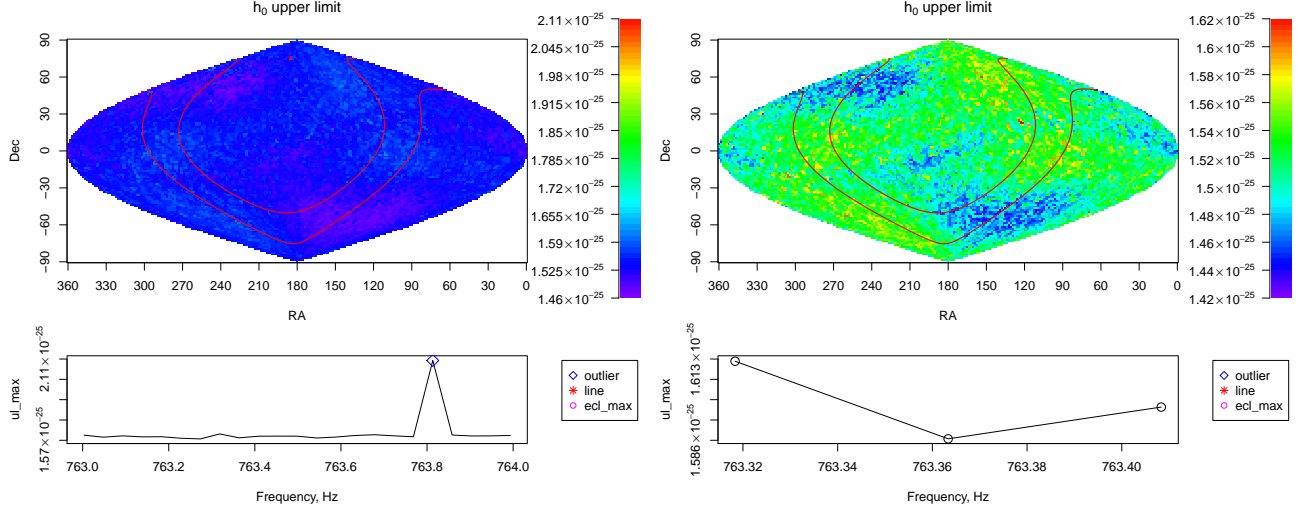 h₀ upper limit
90
60
30
0
−30
−60
−90
Dec
360 330 300 270 240 210 180 150 120 90 60 30 0
RA
2.11×10⁻²⁵
2.045×10⁻²⁵
1.98×10⁻²⁵
1.915×10⁻²⁵
1.85×10⁻²⁵
1.785×10⁻²⁵
1.72×10⁻²⁵
1.655×10⁻²⁵
1.59×10⁻²⁵
1.525×10⁻²⁵
1.46×10⁻²⁵
ul_max
2.11×10⁻²⁵
1.57×10⁻²⁵
763.0 763.2 763.4 763.6 763.8 764.0
Frequency, Hz
outlier
line
ecl_max
h₀ upper limit
90
60
30
0
−30
−60
−90
Dec
360 330 300 270 240 210 180 150 120 90 60 30 0
RA
1.62×10⁻²⁵
1.6×10⁻²⁵
1.58×10⁻²⁵
1.56×10⁻²⁵
1.54×10⁻²⁵
1.52×10⁻²⁵
1.5×10⁻²⁵
1.48×10⁻²⁵
1.46×10⁻²⁵
1.44×10⁻²⁵
1.42×10⁻²⁵
ul_max
1.613×10⁻²⁵
1.586×10⁻²⁵
763.32 763.34 763.36 763.38 763.40
Frequency, Hz
outlier
line
ecl_max